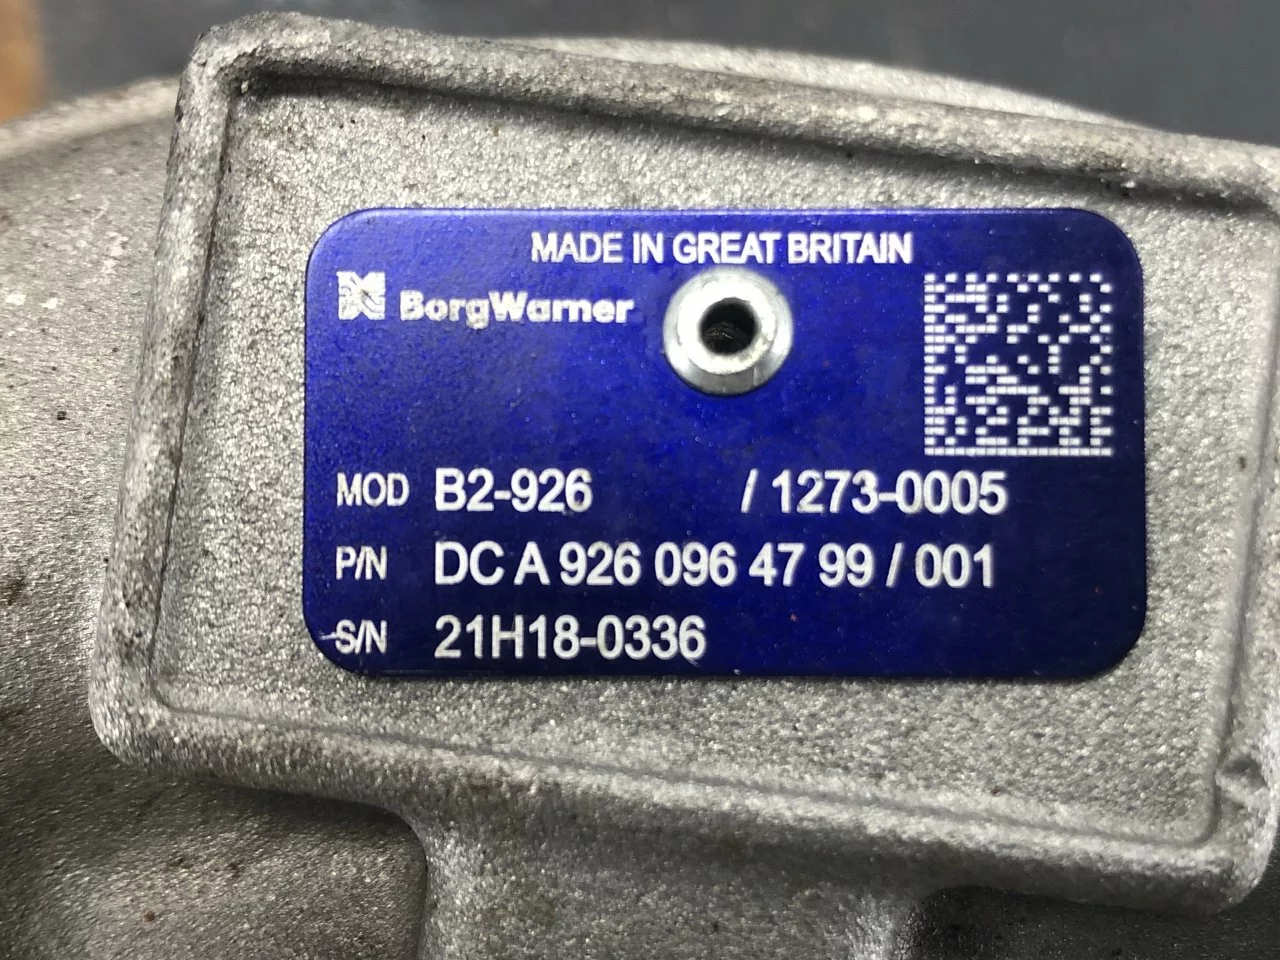 MADE IN GREAT BRITAIN
BorgWarner
MOD B2-926 / 1273-0005
P/N DC A 926 096 47 99 / 001
S/N 21H18-0336